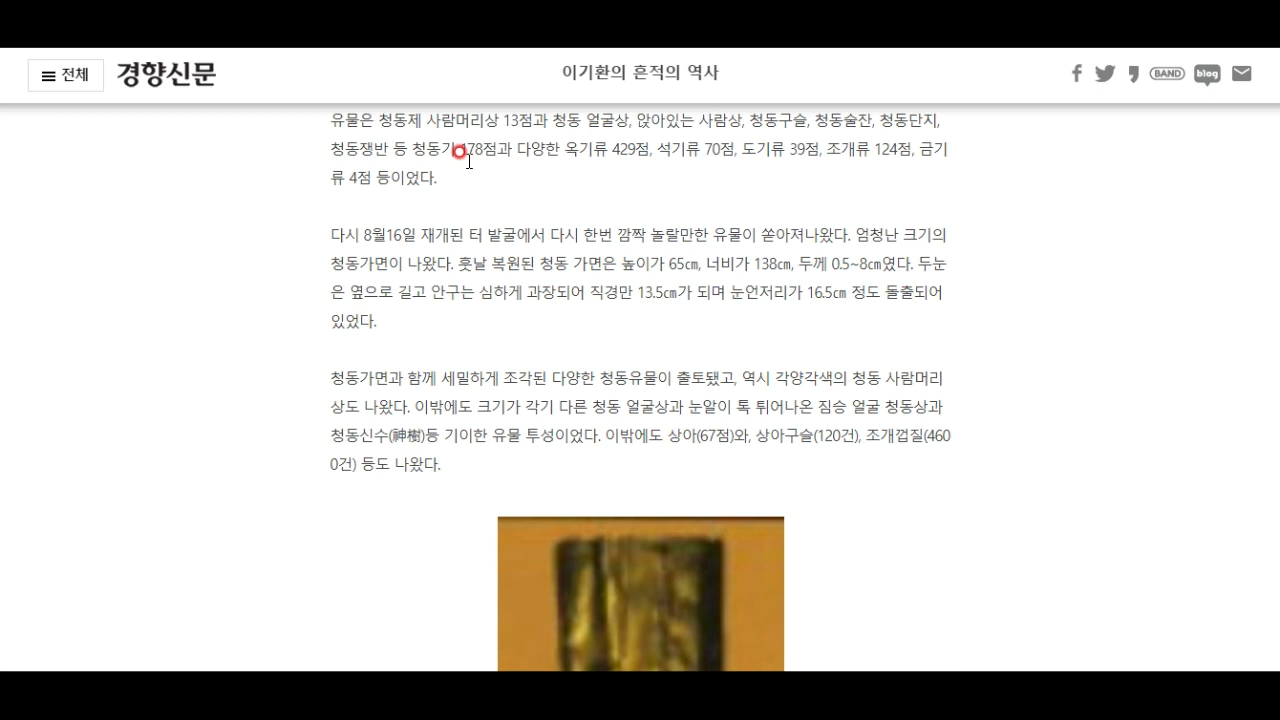 전체
경향신문
이기환의 흔적의 역사
BAND
blog
유물은 청동제 사람머리상 13점과 청동 얼굴상, 앉아있는 사람상, 청동구슬, 청동술잔, 청동단지,
청동쟁반 등 청동기 178점과 다양한 옥기류 429점, 석기류 70점, 도기류 39점, 조개류 124점, 금기
류 4점 등이었다.
다시 8월16일 재개된 터 발굴에서 다시 한번 깜짝 놀랄만한 유물이 쏟아져나왔다. 엄청난 크기의
청동가면이 나왔다. 훗날 복원된 청동 가면은 높이가 65㎝, 너비가 138㎝, 두께 0.5~8㎝였다. 두눈
은 옆으로 길고 안구는 심하게 과장되어 직경만 13.5㎝가 되며 눈언저리가 16.5㎝ 정도 돌출되어
있었다.
청동가면과 함께 세밀하게 조각된 다양한 청동유물이 출토됐고, 역시 각양각색의 청동 사람머리
상도 나왔다. 이밖에도 크기가 각기 다른 청동 얼굴상과 눈알이 톡 튀어나온 짐승 얼굴 청동상과
청동신수(神樹)등 기이한 유물 투성이었다. 이밖에도 상아(67점)와, 상아구슬(120건), 조개껍질(460
0건) 등도 나왔다.